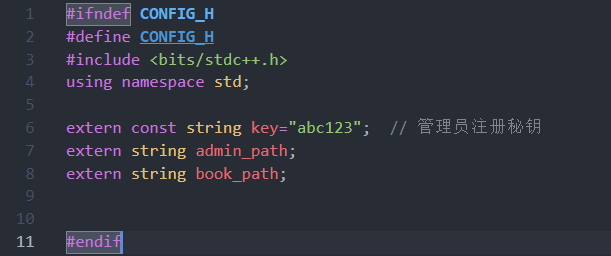 1 #ifndef CONFIG_H
2 #define CONFIG_H
3 #include <bits/stdc++.h>
4 using namespace std;
5
6 extern const string key="abc123";  // 管理员注册秘钥
7 extern string admin_path;
8 extern string book_path;
9
10
11 #endif